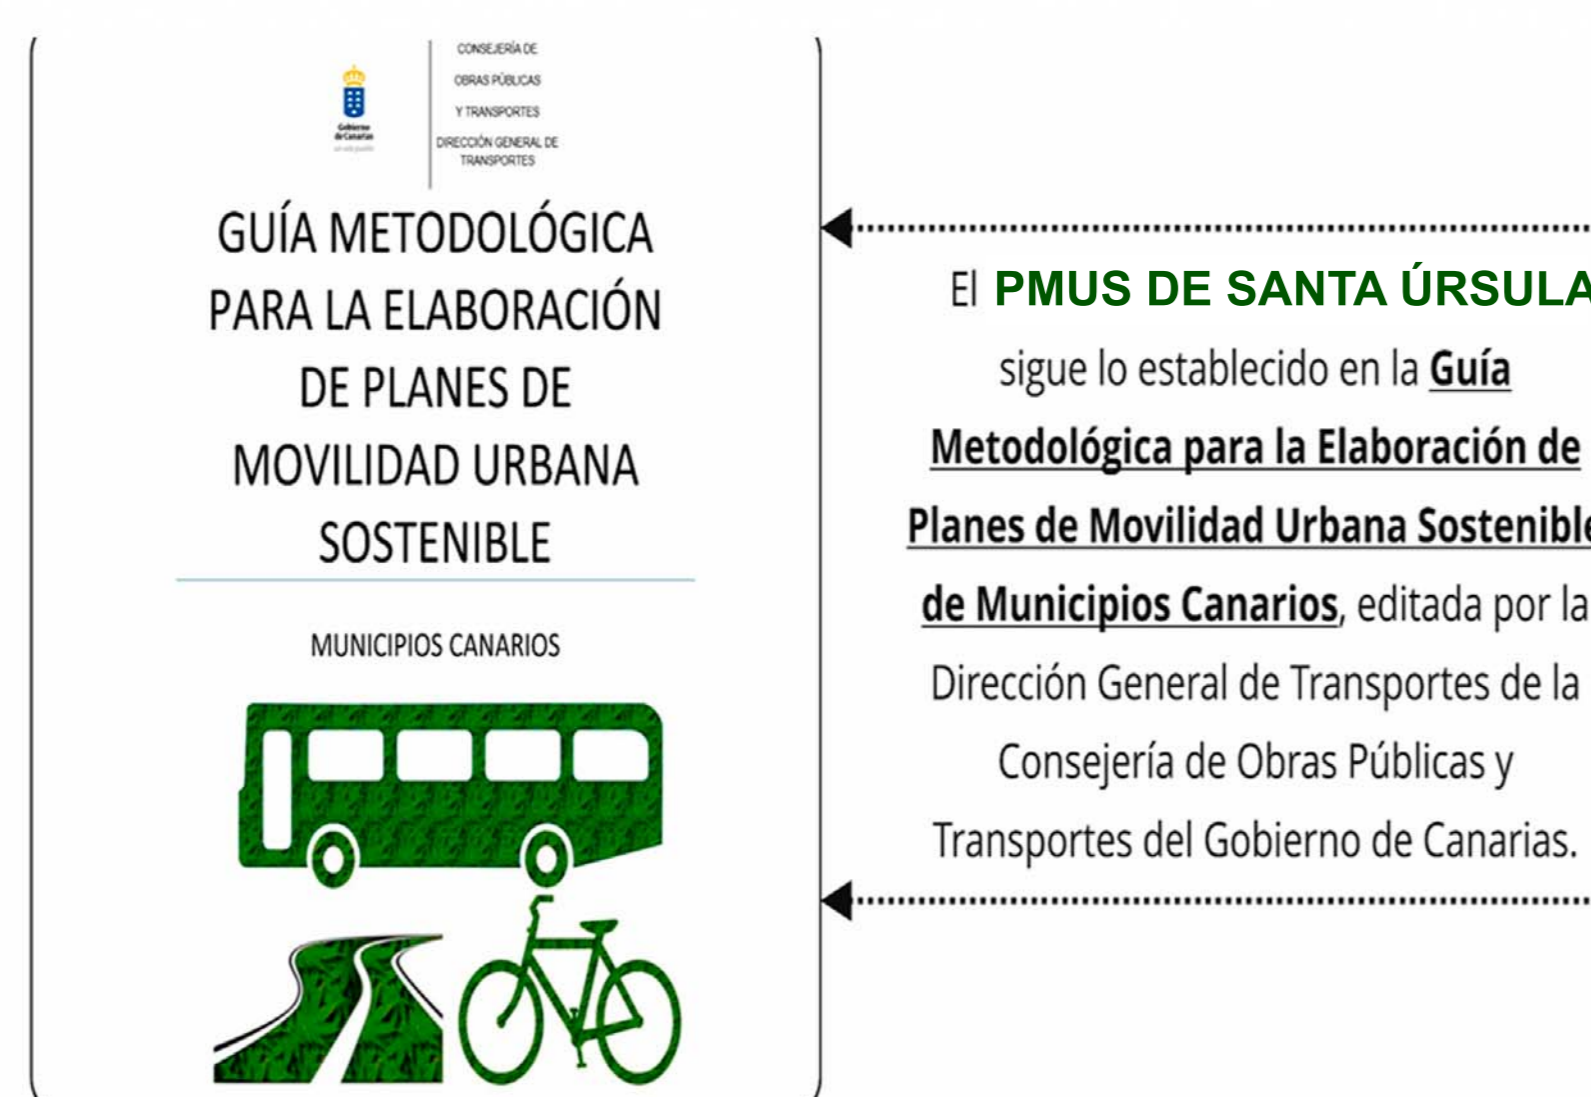 CONSEJERÍA DE
OBRAS PÚBLICAS
Y TRANSPORTES
DIRECCIÓN GENERAL DE
TRANSPORTES
Gobierno
de Canarias
GUÍA METODOLÓGICA
PARA LA ELABORACIÓN
DE PLANES DE
MOVILIDAD URBANA
SOSTENIBLE
MUNICIPIOS CANARIOS
El PMUS DE SANTA ÚRSULA
sigue lo establecido en la Guía
Metodológica para la Elaboración de
Planes de Movilidad Urbana Sostenible
de Municipios Canarios, editada por la
Dirección General de Transportes de la
Consejería de Obras Públicas y
Transportes del Gobierno de Canarias.